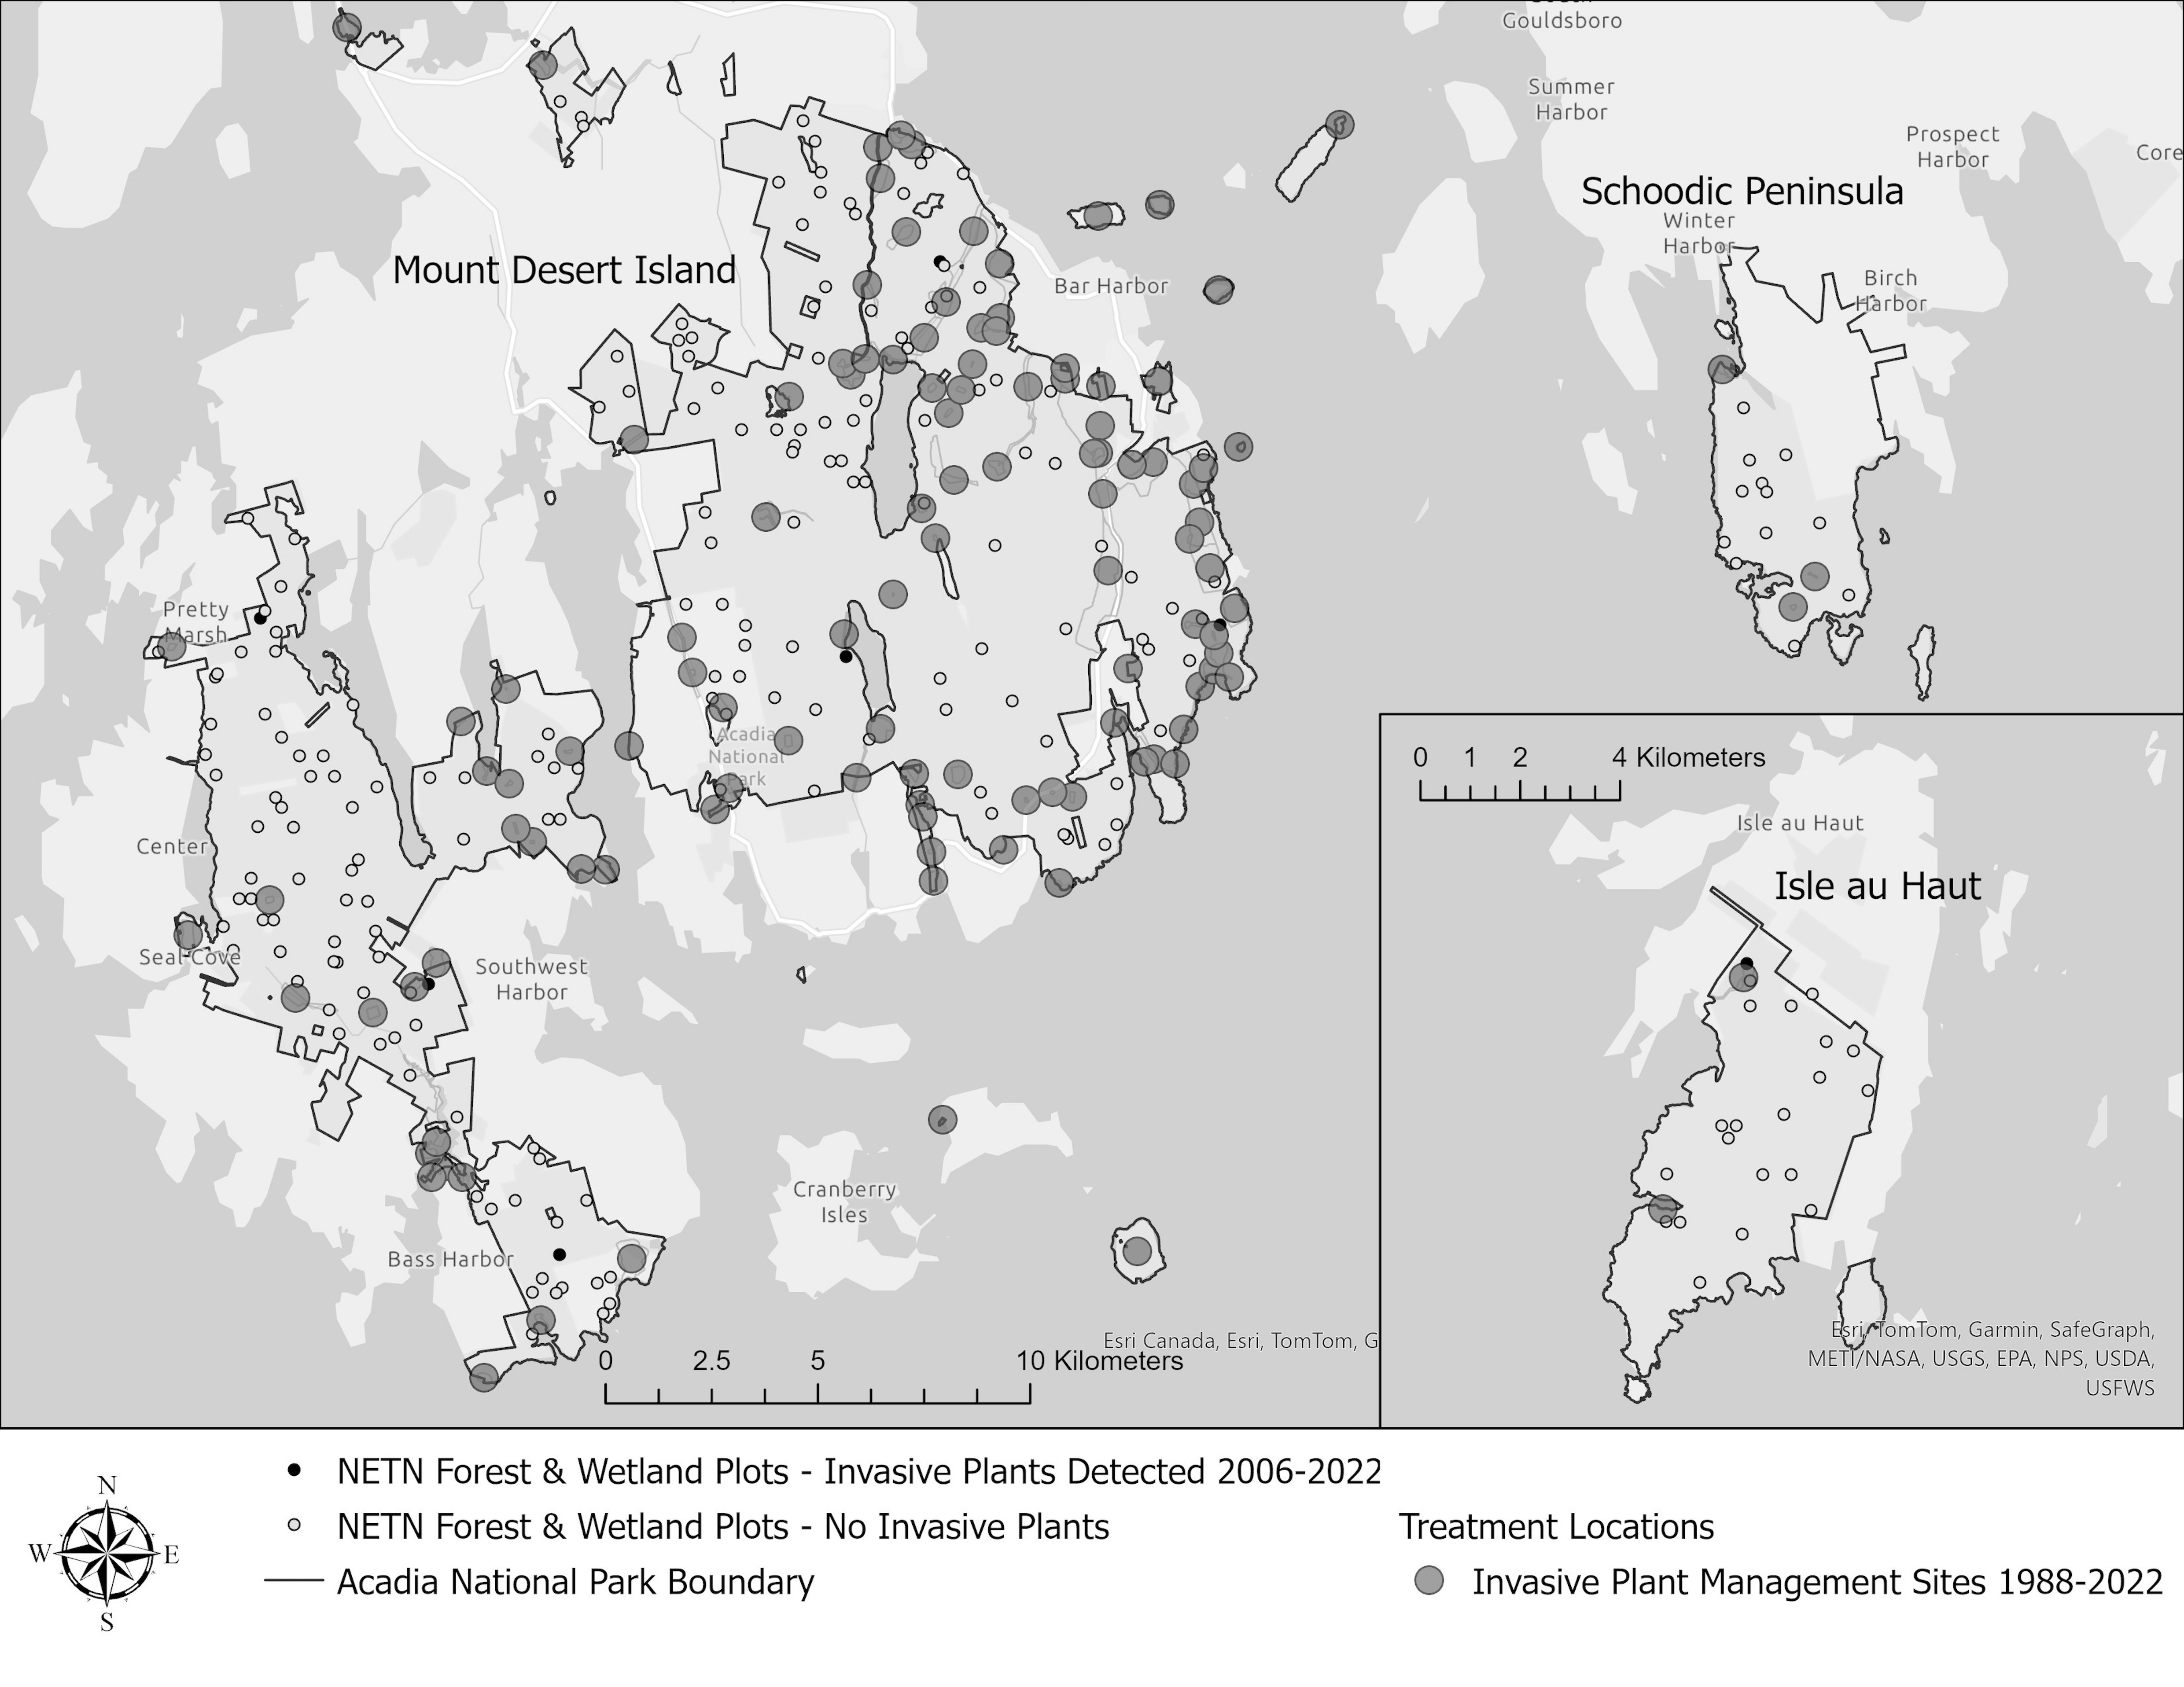 Gouldsboro
Summer
Harbor
Prospect
Harbor
Core
Schoodic Peninsula
Winter
Harbor
Birch
Harbor
Mount Desert Island
Bar Harbor
Pretty
Marsh
Acadia
National
Park
Center
Seal Cove
Southwest
Harbor
Cranberry
Isles
Bass Harbor
Esri Canada, Esri, TomTom, G
0 2.5 5 10 Kilometers
0 1 2 4 Kilometers
Isle au Haut
Isle au Haut
Esri, TomTom, Garmin, SafeGraph,
METI/NASA, USGS, EPA, NPS, USDA,
USFWS
N
W E
S
NETN Forest & Wetland Plots - Invasive Plants Detected 2006-2022
NETN Forest & Wetland Plots - No Invasive Plants
Acadia National Park Boundary
Treatment Locations
Invasive Plant Management Sites 1988-2022